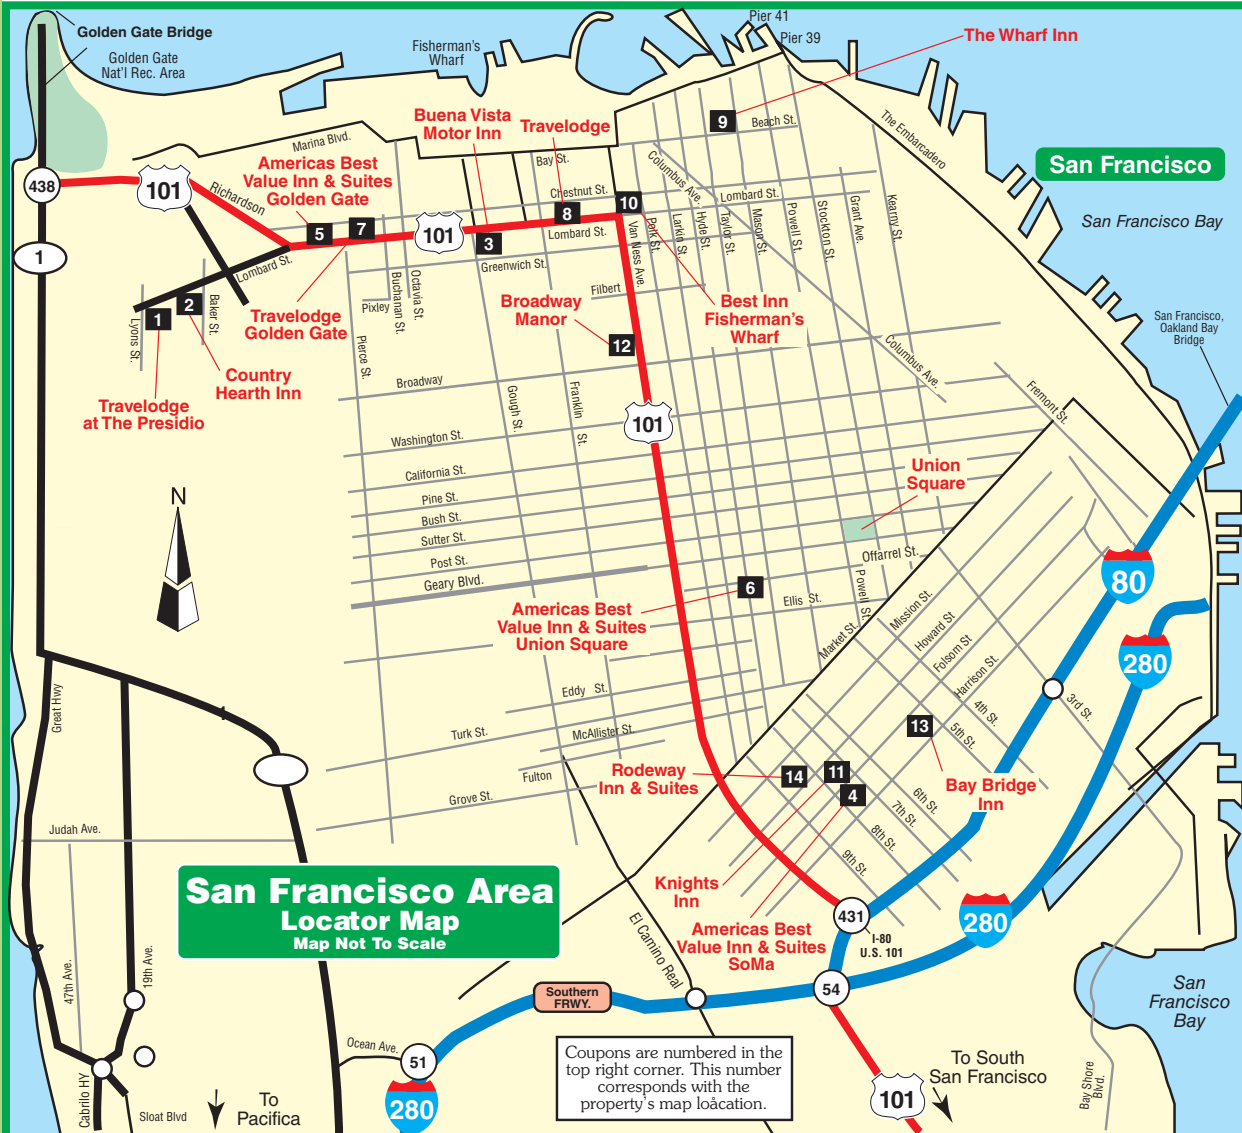 Golden Gate Bridge
Golden Gate
Nat'l Rec. Area
Fisherman's
Wharf
Pier 41
Pier 39
The Wharf Inn
The Embarcadero
San Francisco
San Francisco Bay
San Francisco,
Oakland Bay
Bridge
438
101
1
Richardson
Marina Blvd.
Americas Best
Value Inn & Suites
Golden Gate
Buena Vista
Motor Inn
Travelodge
Bay St.
Chestnut St.
Beach St.
9
Columbus Ave.
Lombard St.
5
7
101
3
8
10
Lombard St.
Greenwich St.
Filbert
Van Ness Ave.
Polk St.
Larkin St.
Hyde St.
Taylor St.
Mason St.
Powell St.
Stockton St.
Grant Ave.
Kearny St.
Lombard St.
Lyons St.
1
2
Baker St.
Travelodge
Golden Gate
Pixley
Buchanan St.
Octavia St.
Pierce St.
Country
Hearth Inn
Travelodge
at The Presidio
Broadway
Manor
12
Best Inn
Fisherman's
Wharf
Columbus Ave.
Fremont St.
Broadway
Gough St.
Franklin
St.
101
Washington St.
California St.
Pine St.
Bush St.
Sutter St.
Post St.
Geary Blvd.
Union
Square
Offarrel St.
N
Americas Best
Value Inn & Suites
Union Square
6
Ellis St.
Powell St.
Market St.
Mission St.
Howard St
Folsom St
Harrison St.
80
280
3rd St.
4th St.
5th St.
6th St.
7th St.
8th St.
9th St.
Eddy St.
Turk St.
McAllister St.
Fulton
Grove St.
Great Hwy
Judah Ave.
Rodeway
Inn & Suites
14
11
4
13
Bay Bridge
Inn
Knights
Inn
Americas Best
Value Inn & Suites
SoMa
431
I-80
U.S. 101
280
54
San Francisco Area
Locator Map
Map Not To Scale
El Camino Real
47th Ave.
19th Ave.
Southern
FRWY.
Ocean Ave.
51
280
Cabrilo HY
Sloat Blvd
To
Pacifica
Coupons are numbered in the
top right corner. This number
corresponds with the
property's map loåcation.
101
To South
San Francisco
Bay Shore
Blvd.
San
Francisco
Bay